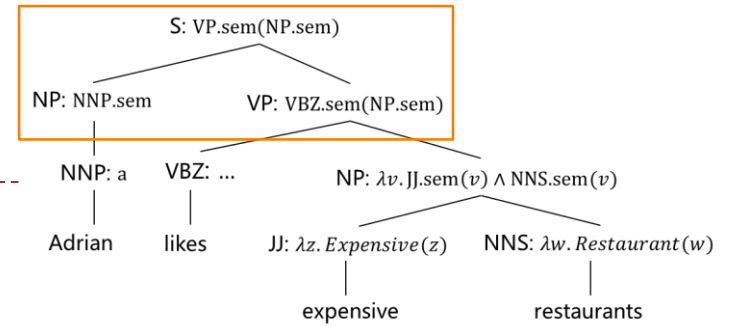 S: VP.sem(NP.sem)
NP: NNP.sem VP: VBZ.sem(NP.sem)
NNP: a VBZ: ... NP: λv.JJ.sem(v) ∧ NNS.sem(v)
Adrian likes JJ: λz.Expensive(z) NNS: λw.Restaurant(w)
expensive restaurants